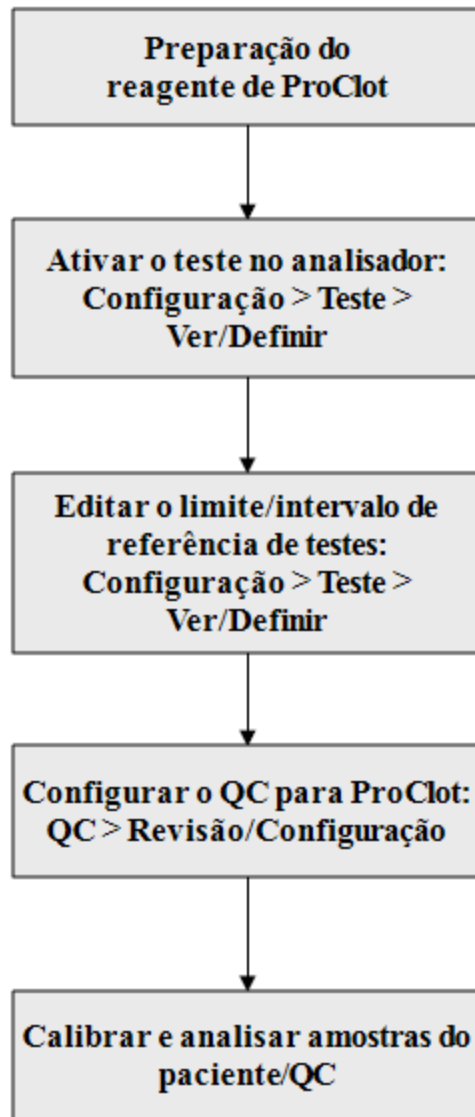 Preparação do
reagente de ProClot
Ativar o teste no analisador:
Configuração > Teste >
Ver/Definir
Editar o limite/intervalo de
referência de testes:
Configuração > Teste >
Ver/Definir
Configurar o QC para ProClot:
QC > Revisão/Configuração
Calibrar e analisar amostras do
paciente/QC